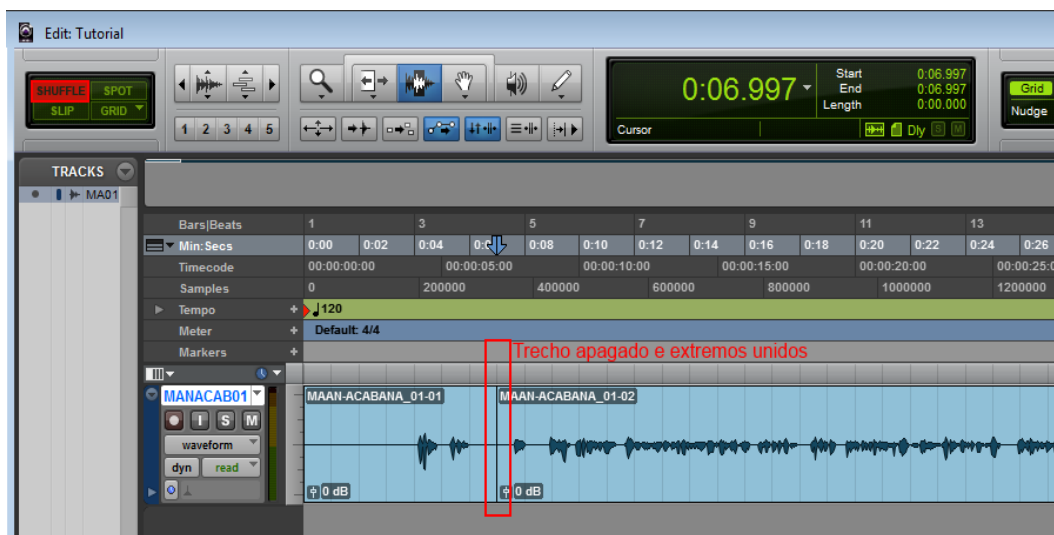 Edit: Tutorial
SHUFFLE SPOT
SLIP GRID
1 2 3 4 5
0:06.997
Start 0:06.997
End 0:06.997
Length 0:00.000
Cursor
Dly S M
Grid
Nudge
TRACKS
MA01
Bars|Beats 1 3 5 7 9 11 13
Min:Secs 0:00 0:02 0:04 0:08 0:10 0:12 0:14 0:16 0:18 0:20 0:22 0:24 0:26
Timecode 00:00:00:00 00:00:05:00 00:00:10:00 00:00:15:00 00:00:20:00 00:00:25:0
Samples 0 200000 400000 600000 800000 1000000 1200000
Tempo + 120
Meter + Default: 4/4
Markers +
Trecho apagado e extremos unidos
MANACAB01
MAAN-ACABANA_01-01
MAAN-ACABANA_01-02
I S M
waveform
dyn read
0 dB
0 dB